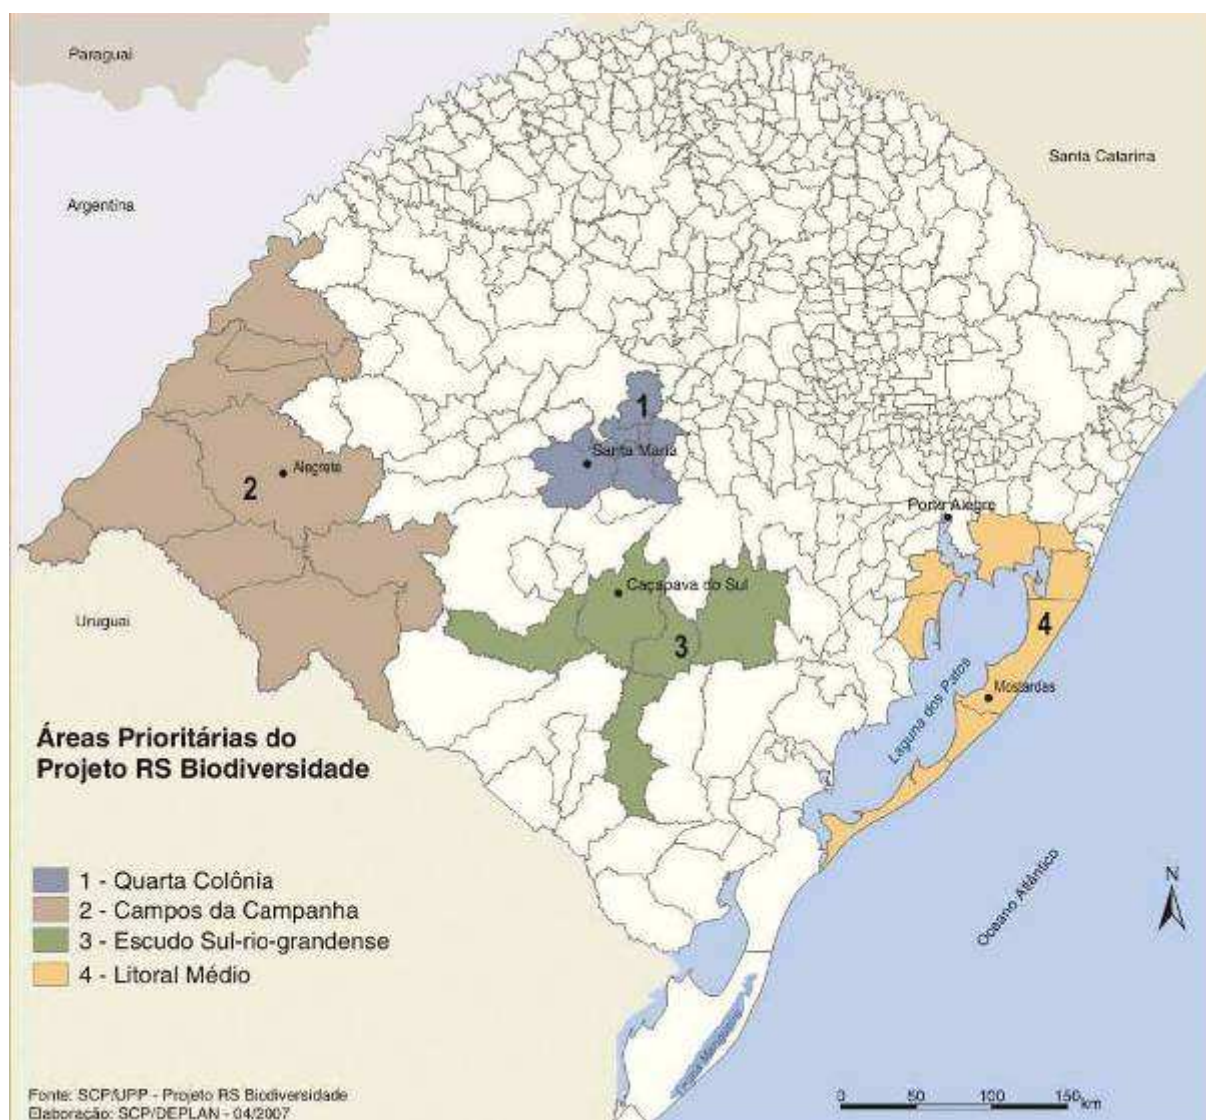 Paraguai
Santa Catarina
Argentina
1
Santa Maria
Alegrete
2
Porto Alegre
Caçapava do Sul
Uruguai
3
4
Mostardas
Laguna dos Patos
Áreas Prioritárias do
Projeto RS Biodiversidade
1 - Quarta Colônia
2 - Campos da Campanha
3 - Escudo Sul-rio-grandense
4 - Litoral Médio
Oceano Atlântico
N
Lagoa Mangueira
Fonte: SCP/UPP - Projeto RS Biodiversidade
Elaboração: SCP/DEPLAN - 04/2007
0 50 100 150 km